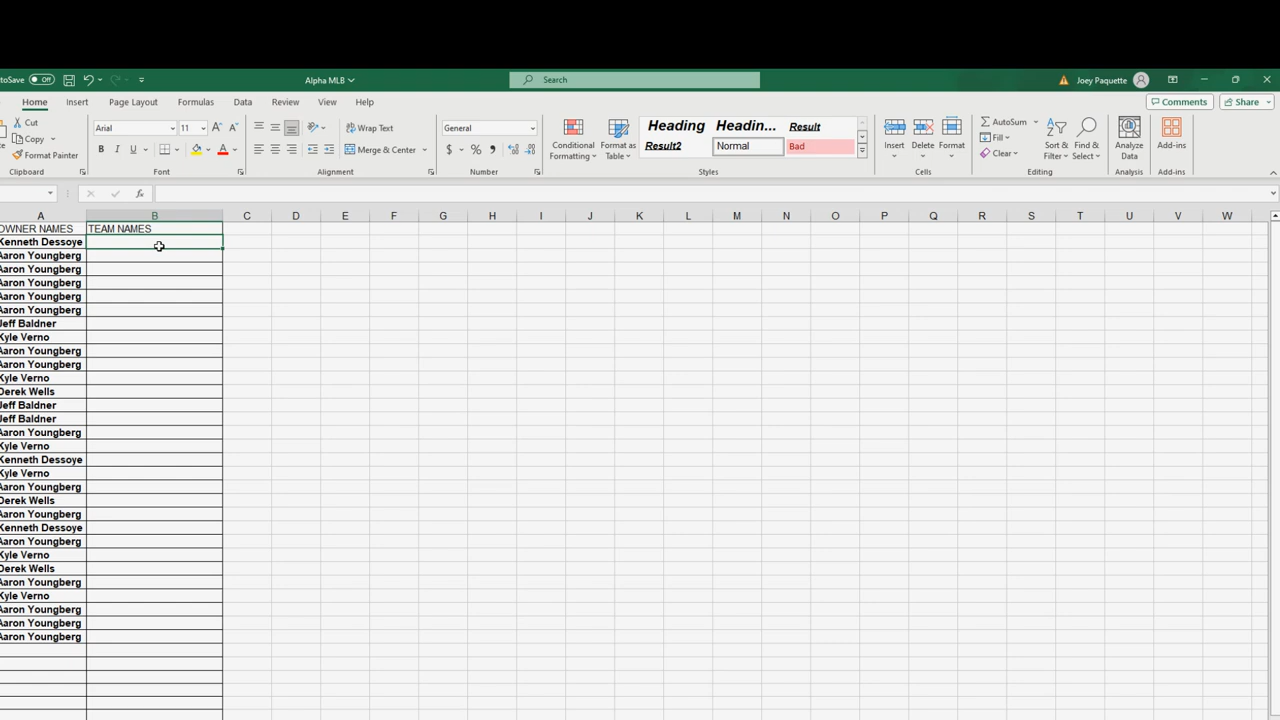 AutoSave Off Alpha MLB Search Joey Paquette
Home Insert Page Layout Formulas Data Review View Help Comments Share
Cut
Copy
Format Painter
Clipboard
Arial 11
B I U
Font
Wrap Text
Merge & Center
Alignment
General
$ %
Number
Conditional Formatting
Format as Table
Heading Headin... Result
Result2 Normal Bad
Styles
Insert Delete Format
Cells
AutoSum
Fill
Clear
Sort & Filter
Find & Select
Editing
Analyze Data
Analysis
Add-ins
Add-ins
fx
A B C D E F G H I J K L M N O P Q R S T U V W
OWNER NAMES TEAM NAMES
Kenneth Dessoye
Aaron Youngberg
Aaron Youngberg
Aaron Youngberg
Aaron Youngberg
Aaron Youngberg
Jeff Baldner
Kyle Verno
Aaron Youngberg
Aaron Youngberg
Kyle Verno
Derek Wells
Jeff Baldner
Jeff Baldner
Aaron Youngberg
Kyle Verno
Kenneth Dessoye
Kyle Verno
Aaron Youngberg
Derek Wells
Aaron Youngberg
Kenneth Dessoye
Aaron Youngberg
Kyle Verno
Derek Wells
Aaron Youngberg
Kyle Verno
Aaron Youngberg
Aaron Youngberg
Aaron Youngberg